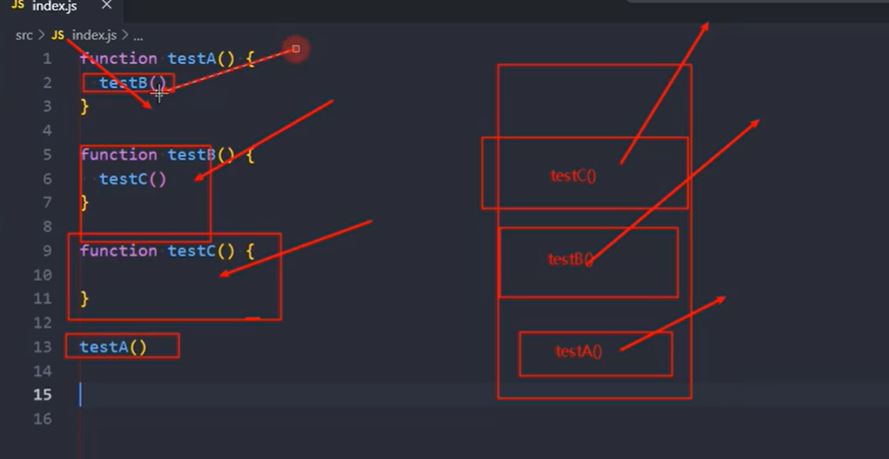 JS index.js ×
src > JS index.js > ...
1 function testA() {
2 testB()
3 }
4
5 function testB() {
6 testC()
7 }
8
9 function testC() {
10
11 }
12
13 testA()
14
15
16
testC()
testB()
testA()